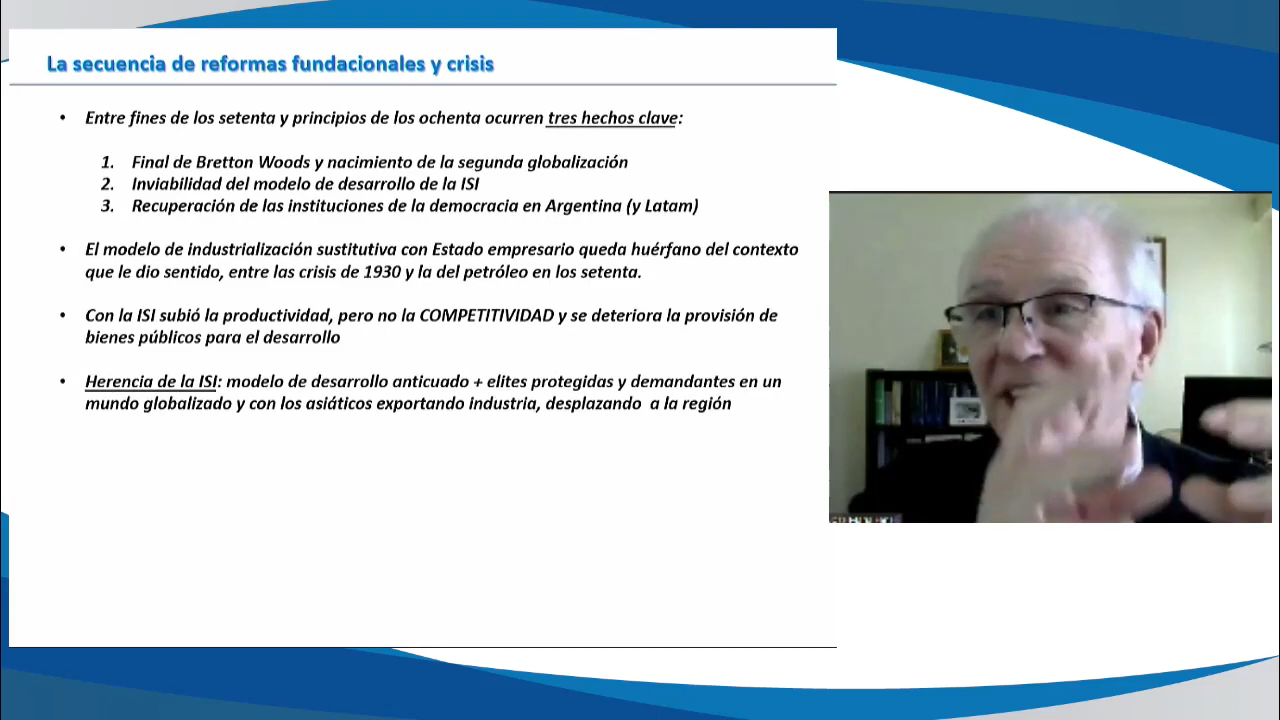 La secuencia de reformas fundacionales y crisis
• Entre fines de los setenta y principios de los ochenta ocurren tres hechos clave:
1. Final de Bretton Woods y nacimiento de la segunda globalización
2. Inviabilidad del modelo de desarrollo de la ISI
3. Recuperación de las instituciones de la democracia en Argentina (y Latam)
• El modelo de industrialización sustitutiva con Estado empresario queda huérfano del contexto
que le dio sentido, entre las crisis de 1930 y la del petróleo en los setenta.
• Con la ISI subió la productividad, pero no la COMPETITIVIDAD y se deteriora la provisión de
bienes públicos para el desarrollo
• Herencia de la ISI: modelo de desarrollo anticuado + elites protegidas y demandantes en un
mundo globalizado y con los asiáticos exportando industria, desplazando a la región